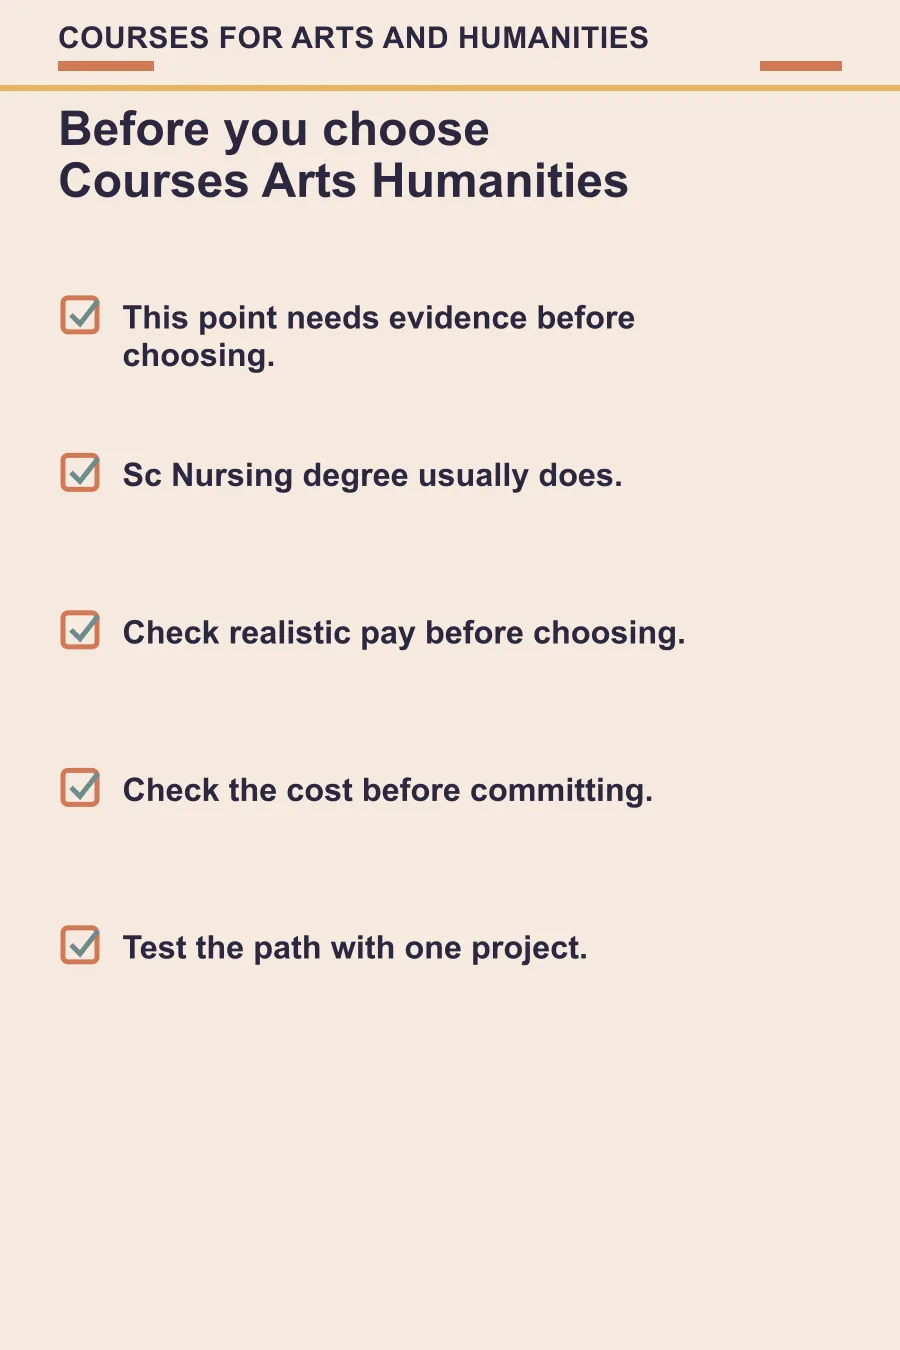 COURSES FOR ARTS AND HUMANITIES
Before you choose
Courses Arts Humanities
This point needs evidence before
choosing.
Sc Nursing degree usually does.
Check realistic pay before choosing.
Check the cost before committing.
Test the path with one project.